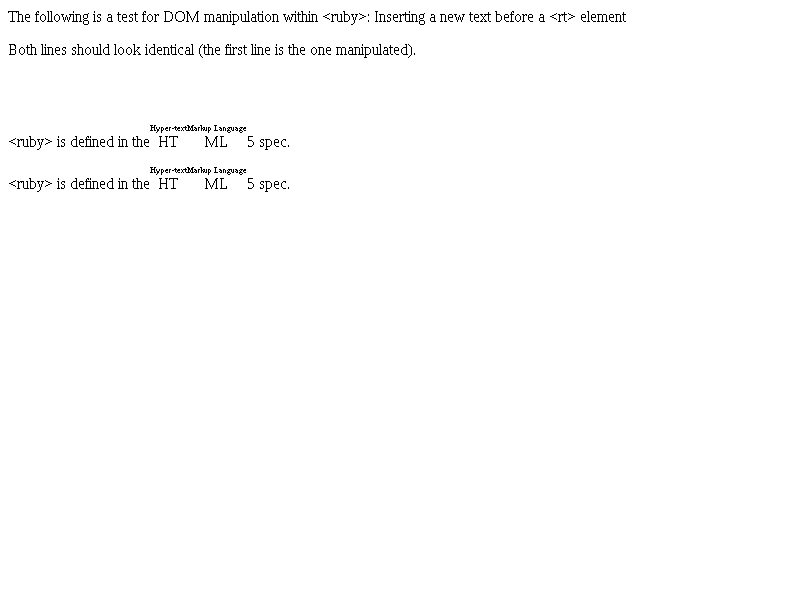 The following is a test for DOM manipulation within <ruby>: Inserting a new text before a <rt> element
Both lines should look identical (the first line is the one manipulated).
Hyper-textMarkup Language
<ruby> is defined in the HT ML 5 spec.
Hyper-textMarkup Language
<ruby> is defined in the HT ML 5 spec.